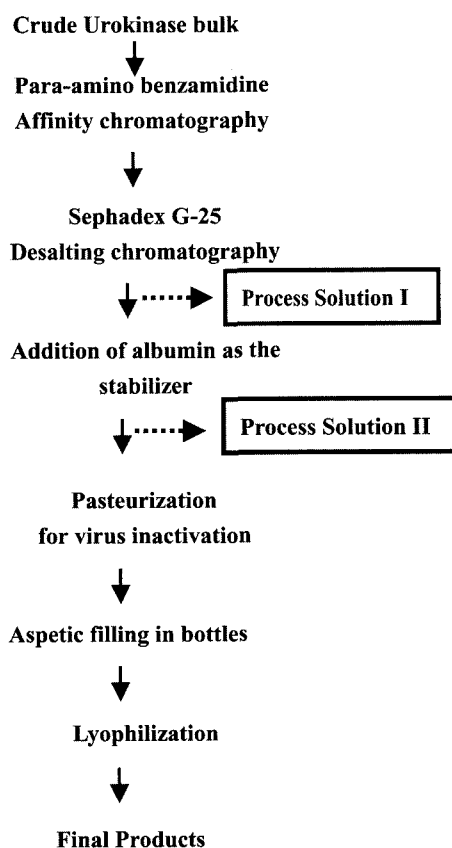 Crude Urokinase bulk
Para-amino benzamidine
Affinity chromatography
Sephadex G-25
Desalting chromatography
Process Solution I
Addition of albumin as the
stabilizer
Process Solution II
Pasteurization
for virus inactivation
Aspetic filling in bottles
Lyophilization
Final Products